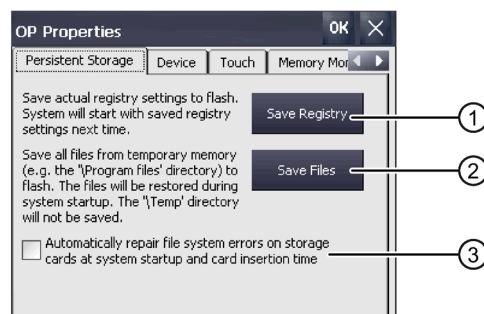 OP Properties OK
Persistent Storage Device Touch Memory Mor
Save actual registry settings to flash.
System will start with saved registry
settings next time.
Save Registry
1
Save all files from temporary memory
(e.g. the "\Program files' directory) to
flash. The files will be restored during
system startup. The "\Temp' directory
will not be saved.
Save Files
2
Automatically repair file system errors on storage
cards at system startup and card insertion time
3